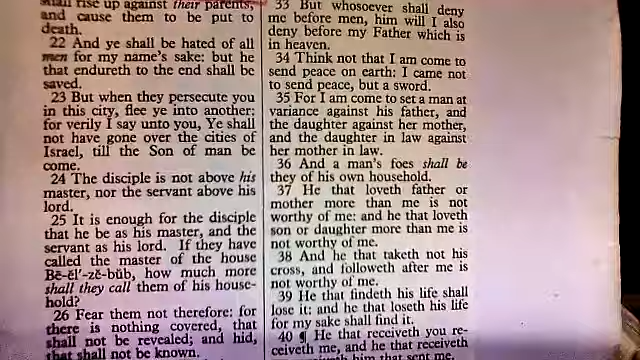 shall rise up against their parents,
and cause them to be put to
death.
22 And ye shall be hated of all
men for my name's sake: but he
that endureth to the end shall be
saved.
23 But when they persecute you
in this city, flee ye into another:
for verily I say unto you, Ye shall
not have gone over the cities of
Israel, till the Son of man be
come.
24 The disciple is not above his
master, nor the servant above his
lord.
25 It is enough for the disciple
that he be as his master, and the
servant as his lord. If they have
called the master of the house
Bē-ĕl'-zĕ-bŭb, how much more
shall they call them of his house-
hold?
26 Fear them not therefore: for
there is nothing covered, that
shall not be revealed; and hid,
that shall not be known.
33 But whosoever shall deny
me before men, him will I also
deny before my Father which is
in heaven.
34 Think not that I am come to
send peace on earth: I came not
to send peace, but a sword.
35 For I am come to set a man at
variance against his father, and
the daughter against her mother,
and the daughter in law against
her mother in law.
36 And a man's foes shall be
they of his own household.
37 He that loveth father or
mother more than me is not
worthy of me: and he that loveth
son or daughter more than me is
not worthy of me.
38 And he that taketh not his
cross, and followeth after me is
not worthy of me.
39 He that findeth his life shall
lose it: and he that loseth his life
for my sake shall find it.
40 ¶ He that receiveth you re-
ceiveth me, and he that receiveth
him that sent me.